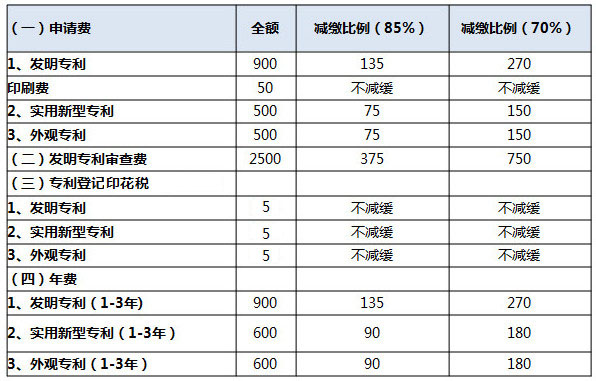 （一）申请费 全额 减缴比例（85%） 减缴比例（70%）
1、发明专利 900 135 270
印刷费 50 不减缓 不减缓
2、实用新型专利 500 75 150
3、外观专利 500 75 150
（二）发明专利审查费 2500 375 750
（三）专利登记印花税
1、发明专利 5 不减缓 不减缓
2、实用新型专利 5 不减缓 不减缓
3、外观专利 5 不减缓 不减缓
（四）年费
1、发明专利（1-3年) 900 135 270
2、实用新型专利（1-3年） 600 90 180
3、外观专利（1-3年） 600 90 180